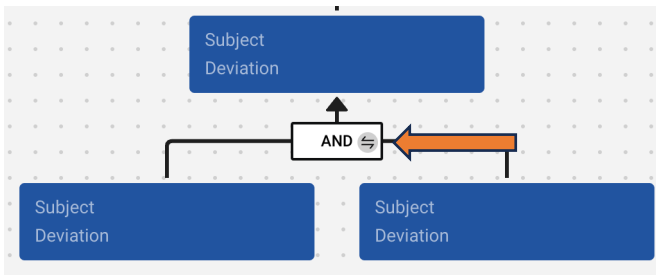 Subject
Deviation
AND
Subject
Deviation
Subject
Deviation